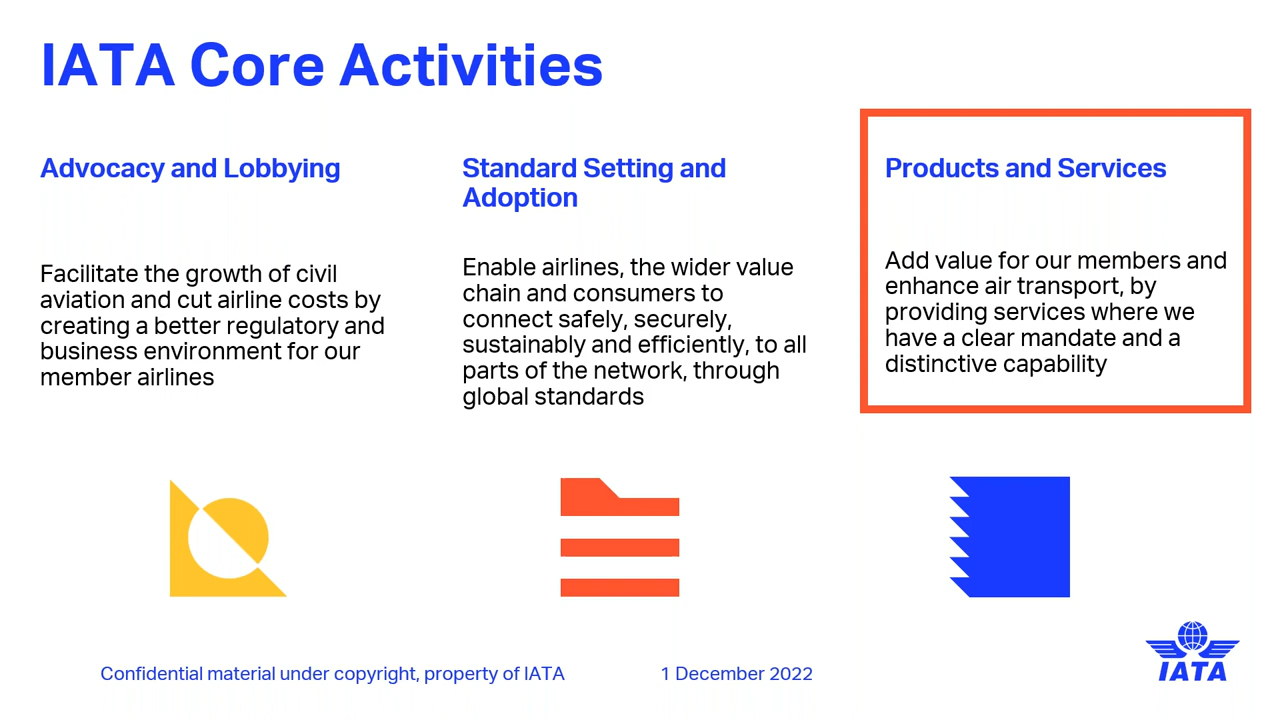 IATA Core Activities
Advocacy and Lobbying
Facilitate the growth of civil
aviation and cut airline costs by
creating a better regulatory and
business environment for our
member airlines
Standard Setting and
Adoption
Enable airlines, the wider value
chain and consumers to
connect safely, securely,
sustainably and efficiently, to all
parts of the network, through
global standards
Products and Services
Add value for our members and
enhance air transport, by
providing services where we
have a clear mandate and a
distinctive capability
Confidential material under copyright, property of IATA
1 December 2022
IATA